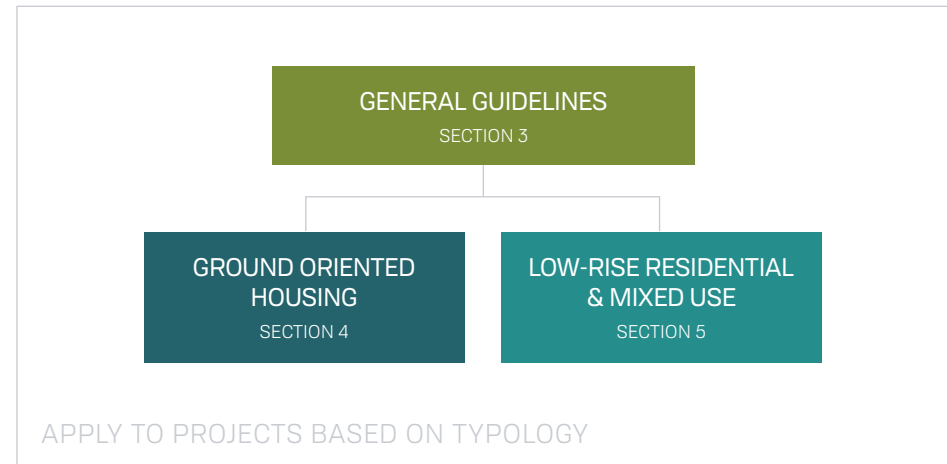 GENERAL GUIDELINES
SECTION 3
GROUND ORIENTED
HOUSING
SECTION 4
LOW-RISE RESIDENTIAL
& MIXED USE
SECTION 5
APPLY TO PROJECTS BASED ON TYPOLOGY